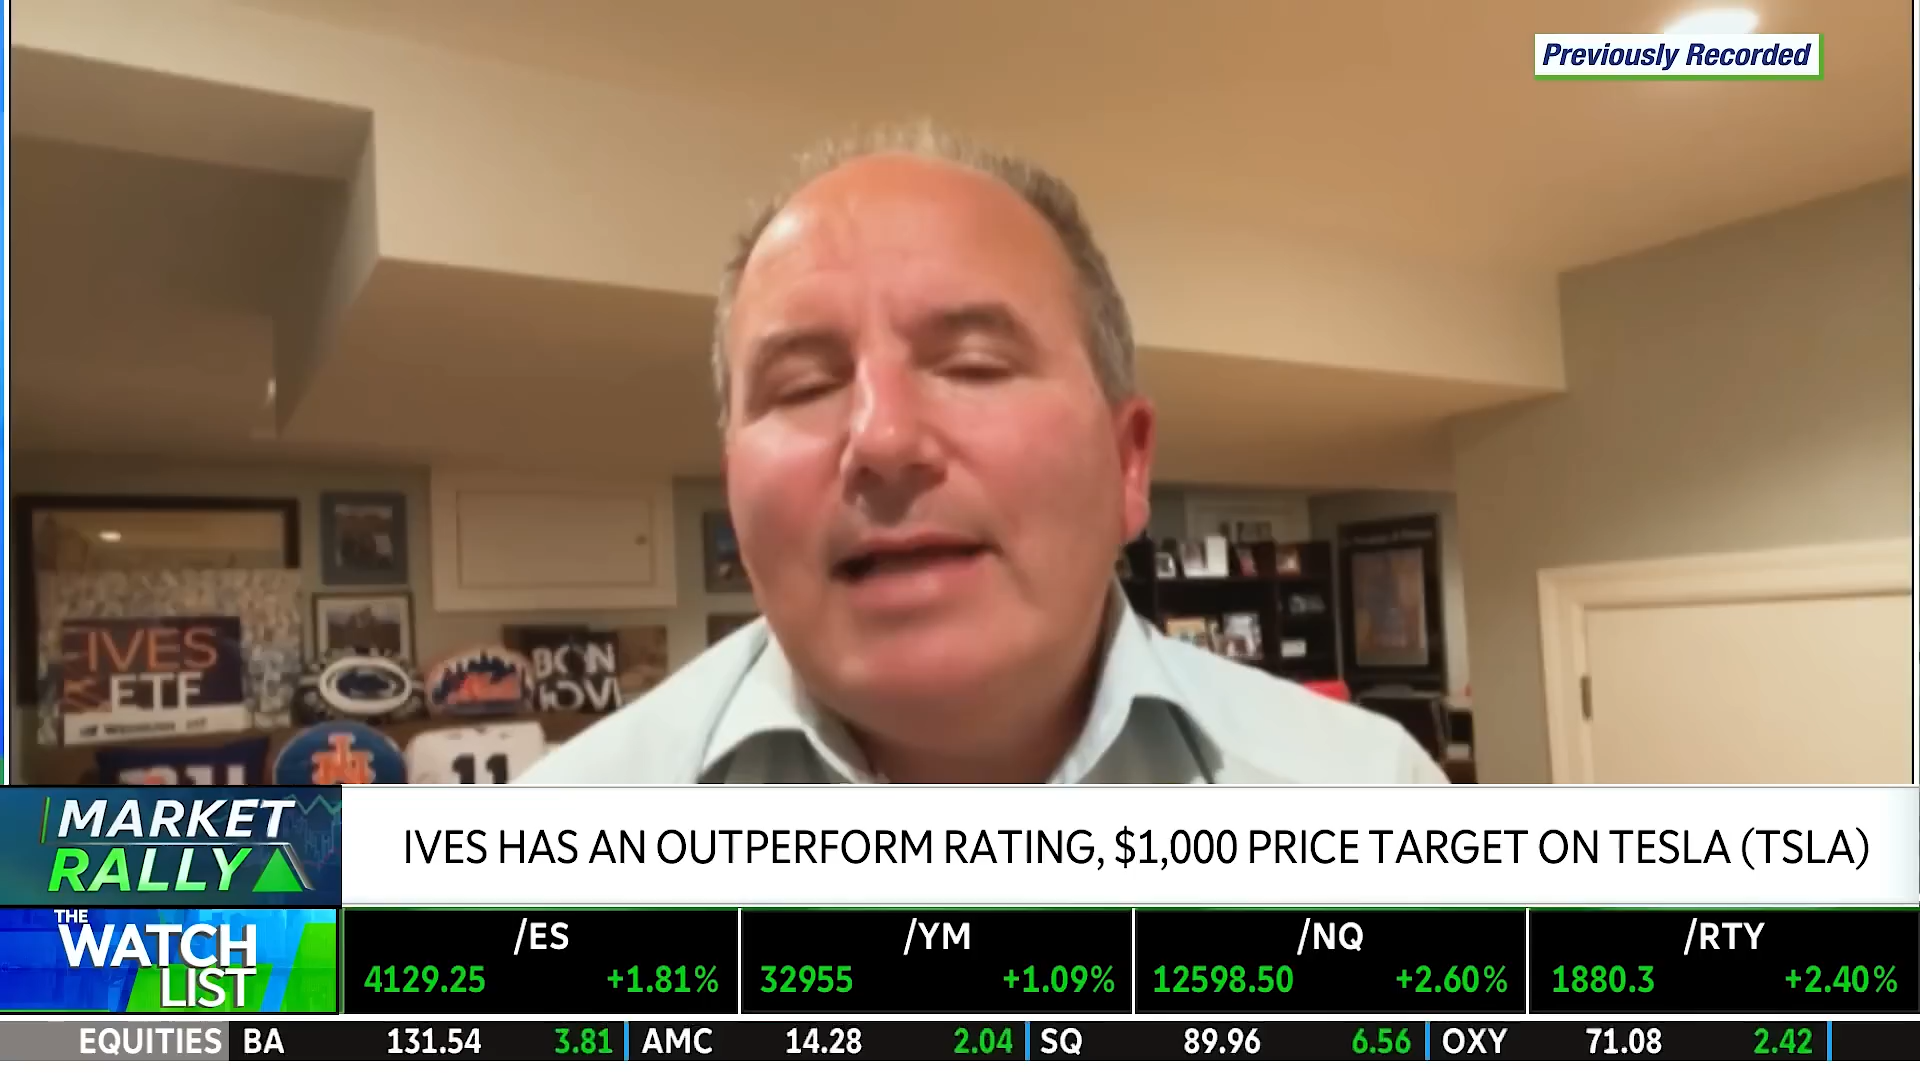 Previously Recorded
IVES
ETF
BON
JOVI
11
MARKET
RALLY
IVES HAS AN OUTPERFORM RATING, $1,000 PRICE TARGET ON TESLA (TSLA)
THE
WATCH
LIST
/ES
4129.25 +1.81%
/YM
32955 +1.09%
/NQ
12598.50 +2.60%
/RTY
1880.3 +2.40%
EQUITIES BA 131.54 3.81 AMC 14.28 2.04 SQ 89.96 6.56 OXY 71.08 2.42